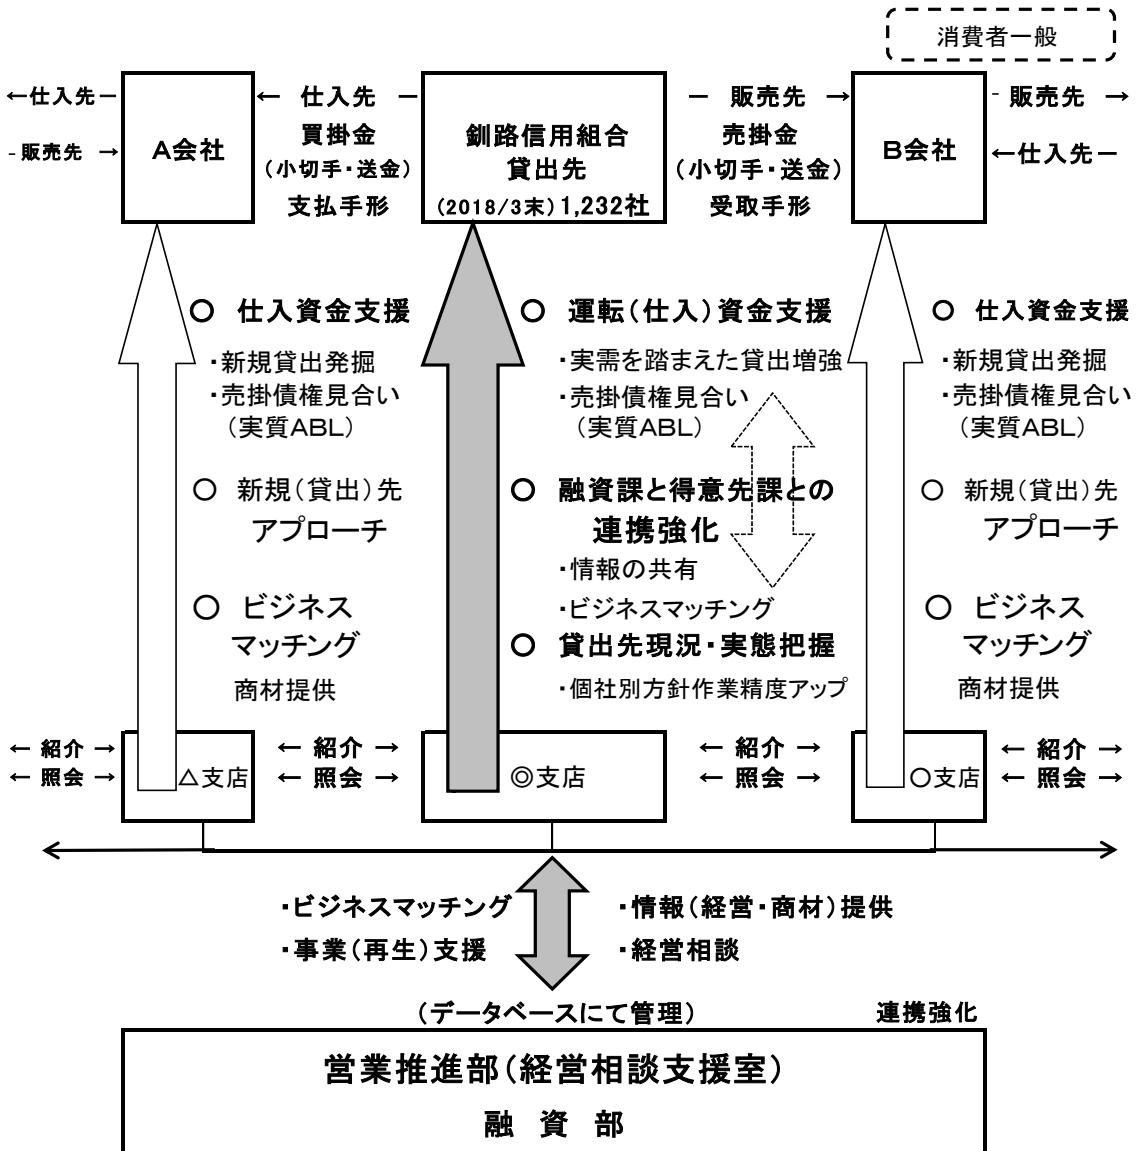 消費者一般
←仕入先－
－販売先 →
A会社
← 仕入先 －
買掛金
(小切手・送金)
支払手形
釧路信用組合
貸出先
(2018/3末)1,232社
－ 販売先 →
売掛金
(小切手・送金)
受取手形
B会社
－ 販売先 →
←仕入先－
○ 仕入資金支援
・新規貸出発掘
・売掛債権見合い
(実質ABL)
○ 新規(貸出)先
アプローチ
○ ビジネス
マッチング
商材提供
○ 運転(仕入)資金支援
・実需を踏まえた貸出増強
・売掛債権見合い
(実質ABL)
○ 融資課と得意先課との
連携強化
・情報の共有
・ビジネスマッチング
○ 貸出先現況・実態把握
・個社別方針作業精度アップ
○ 仕入資金支援
・新規貸出発掘
・売掛債権見合い
(実質ABL)
○ 新規(貸出)先
アプローチ
○ ビジネス
マッチング
商材提供
← 紹介 →
← 照会 →
△支店
← 紹介 →
← 照会 →
◎支店
← 紹介 →
← 照会 →
○支店
← 紹介 →
← 照会 →
・ビジネスマッチング
・事業(再生)支援
・情報(経営・商材)提供
・経営相談
(データベースにて管理)
連携強化
営業推進部(経営相談支援室)
融 資 部